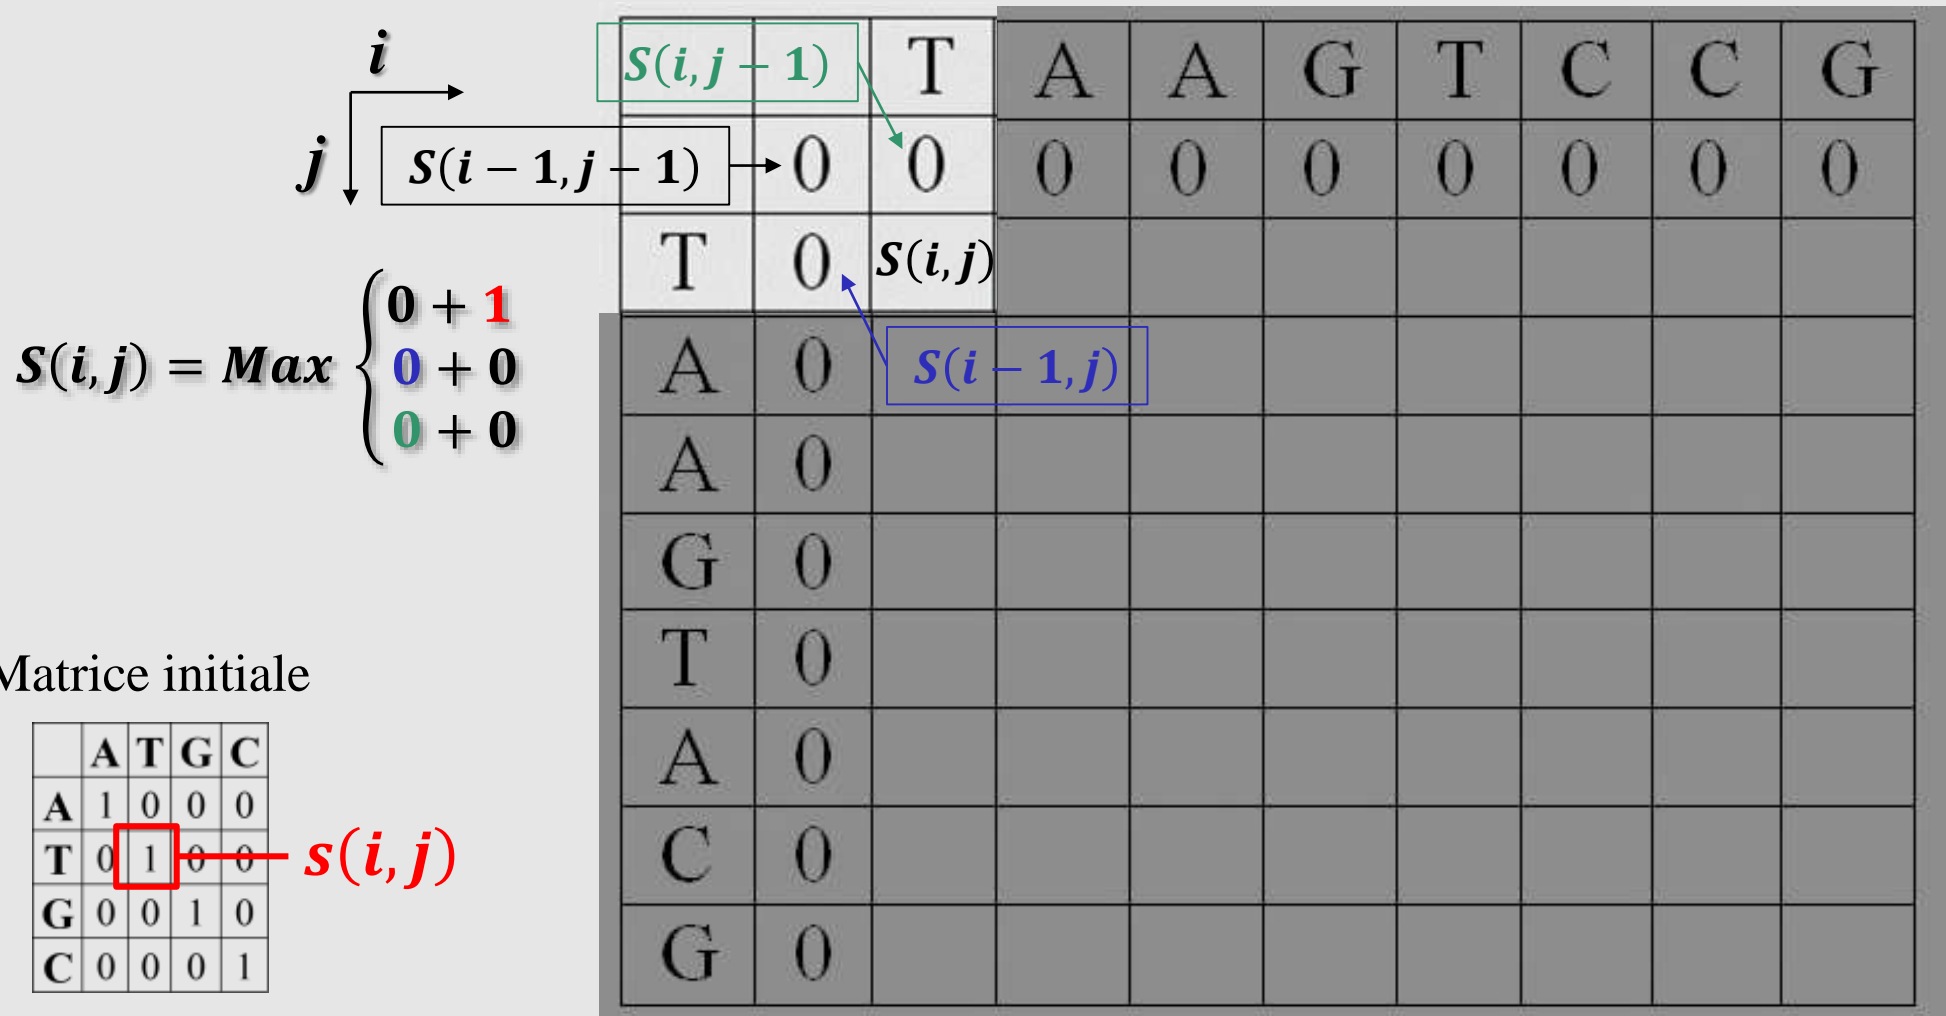 i
j
S(i, j − 1)
S(i − 1, j − 1)
S(i, j) = Max { 0 + 1
0 + 0
0 + 0
T A A G T C C G
0 0 0 0 0 0 0 0 0
T 0 S(i, j)
A 0
S(i − 1, j)
A 0
G 0
T 0
A 0
C 0
G 0
Matrice initiale
A T G C
A 1 0 0 0
T 0 1 0 0
G 0 0 1 0
C 0 0 0 1
s(i, j)